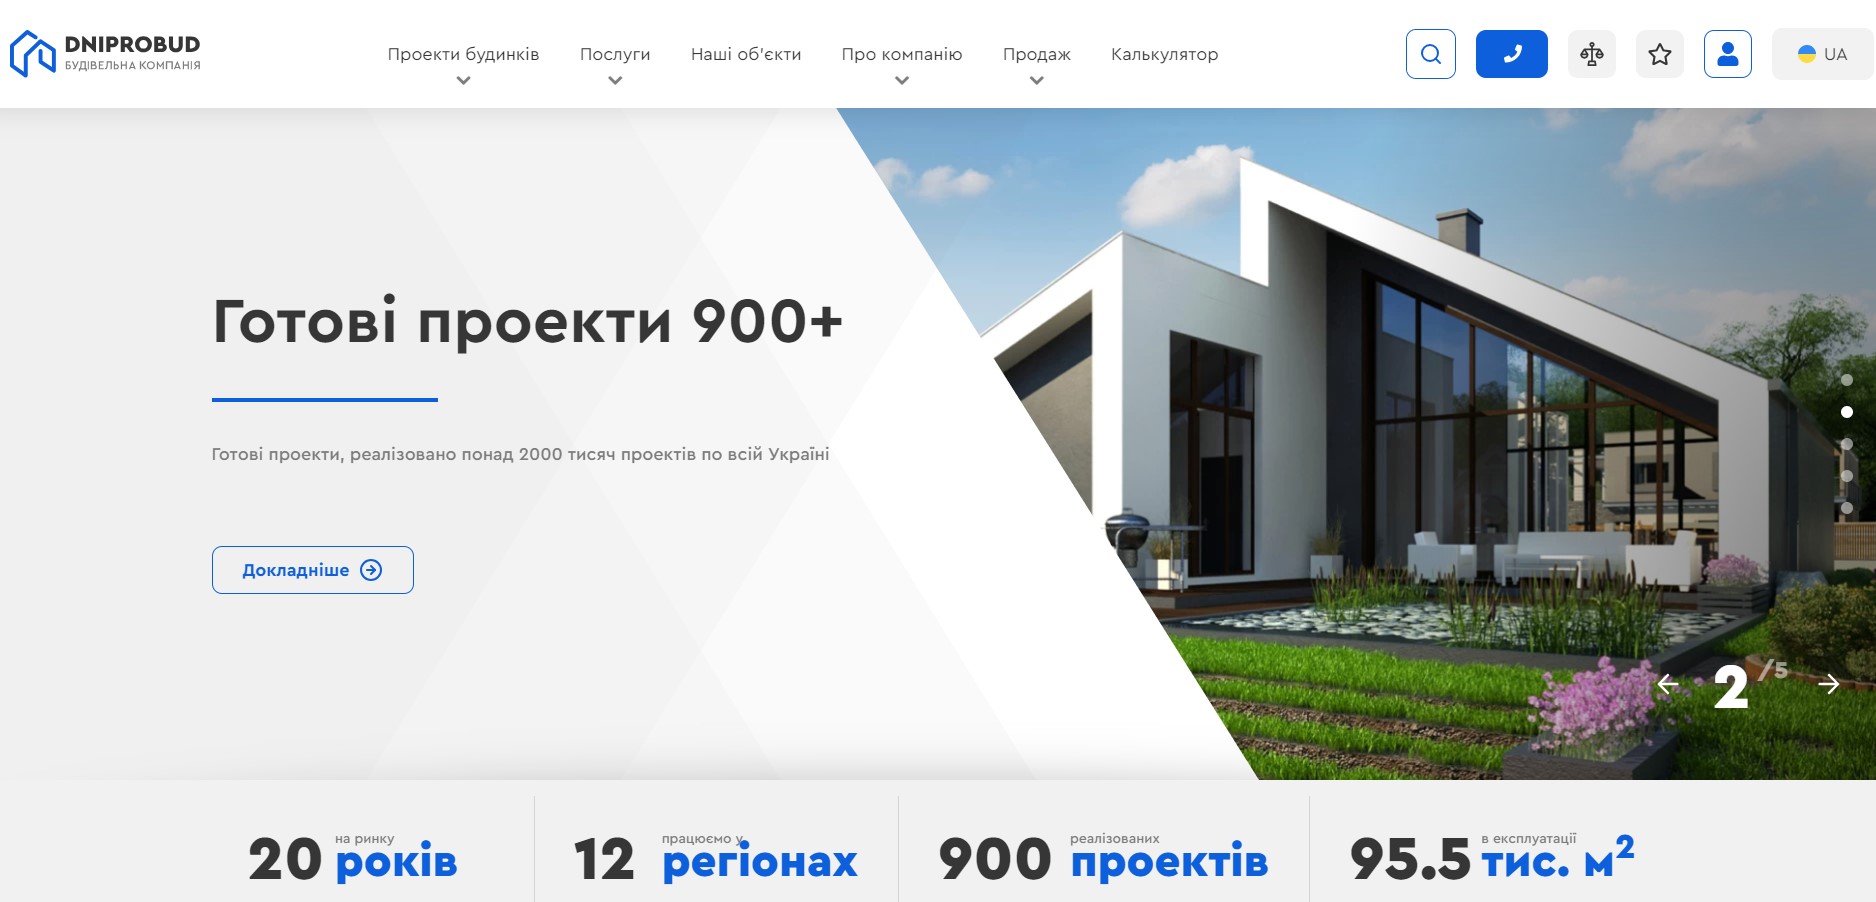 DNIPROBUD
БУДІВЕЛЬНА КОМПАНІЯ
Проекти будинків
Послуги
Наші об'єкти
Про компанію
Продаж
Калькулятор
UA
Готові проекти 900+
Готові проекти, реалізовано понад 2000 тисяч проектів по всій Україні
Докладніше
2 /5
20 на ринку років
12 працюємо у регіонах
900 реалізованих проектів
95.5 в експлуатації тис. м²